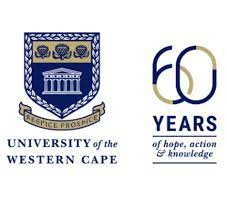 RESPICE PROSPICE
UNIVERSITY of the
WESTERN CAPE
60
YEARS
of hope, action
& knowledge